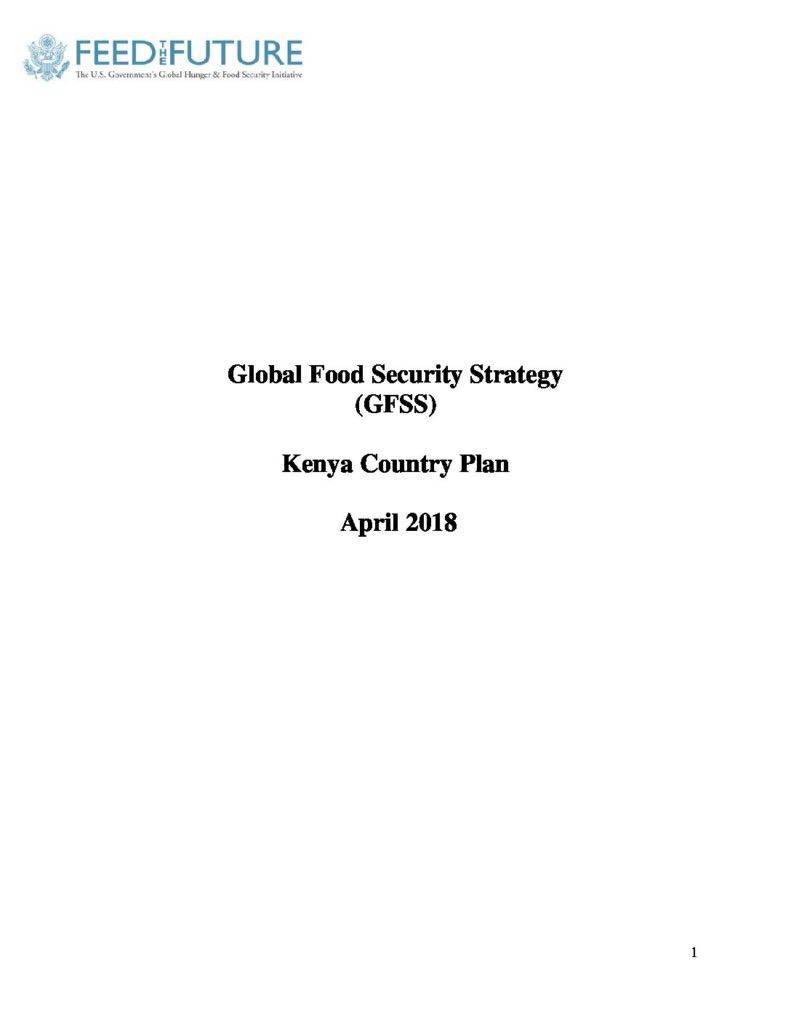 FEED THE FUTURE
The U.S. Government's Global Hunger & Food Security Initiative
Global Food Security Strategy
(GFSS)
Kenya Country Plan
April 2018
1